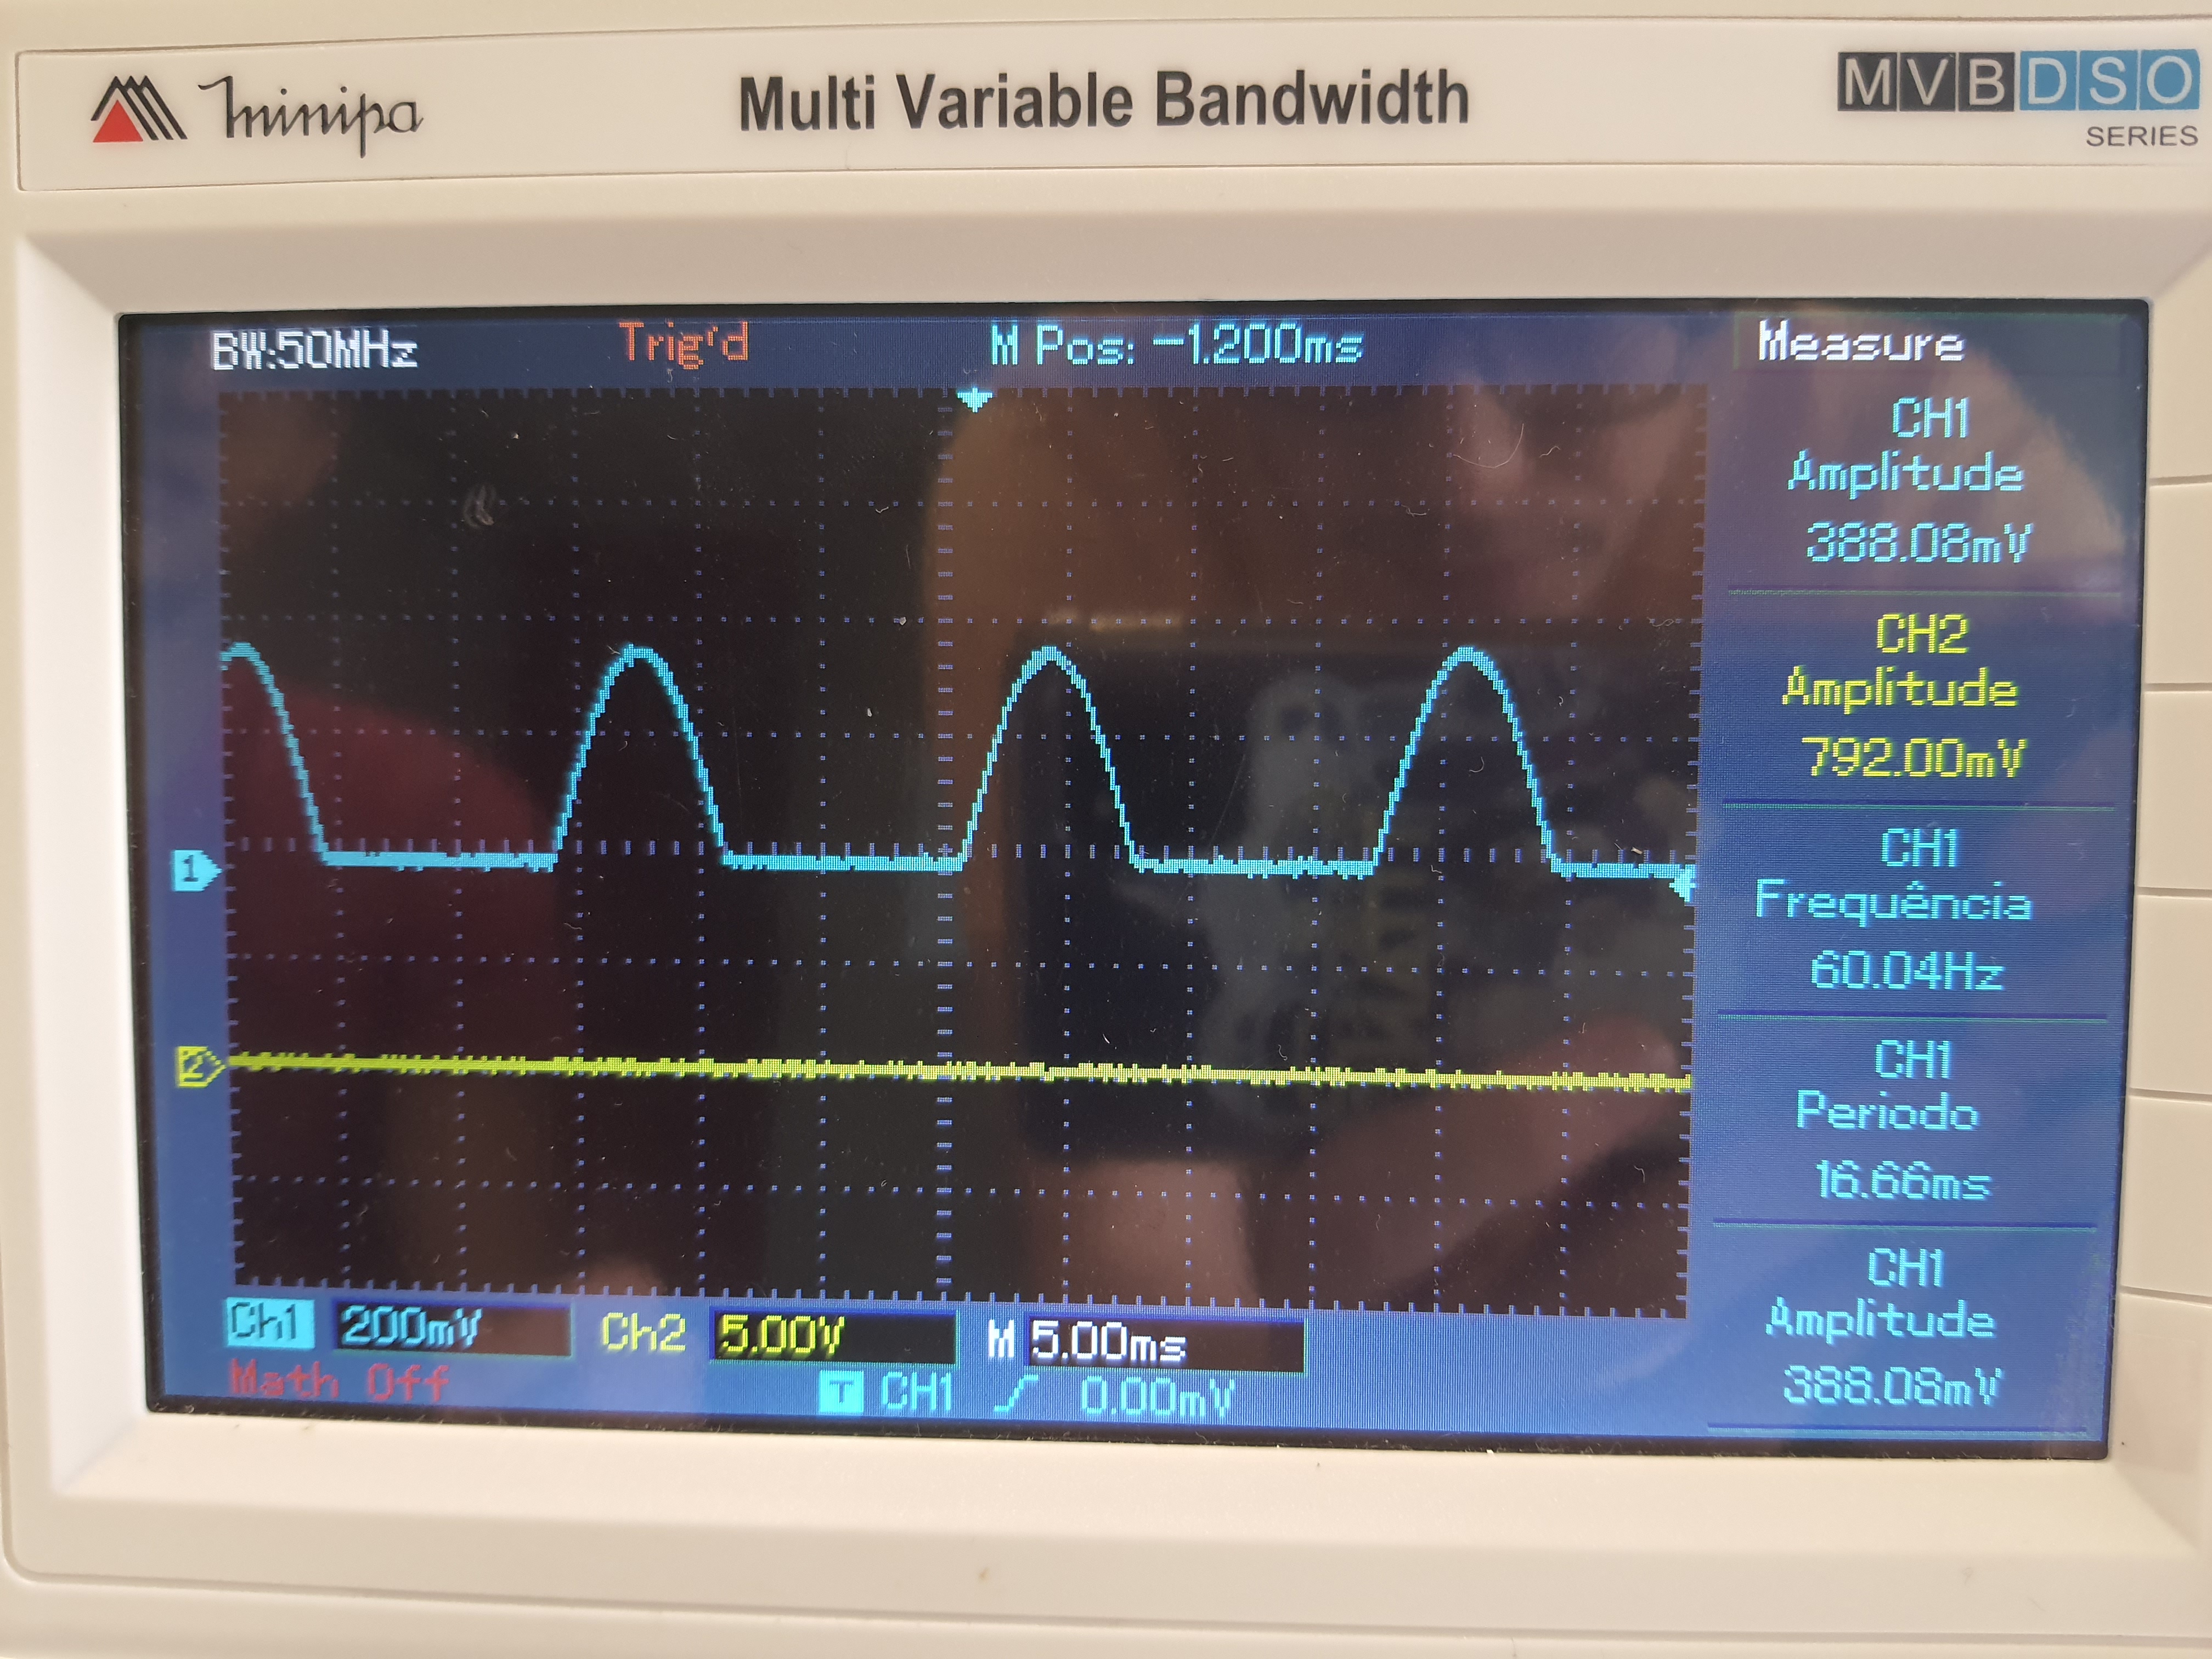 minipa
Multi Variable Bandwidth
MVBDSO
SERIES
BW:50MHz
Trig'd
M Pos: -1.200ms
Measure
CH1
Amplitude
388.08mV
CH2
Amplitude
792.00mV
CH1
Frequência
60.04Hz
CH1
Periodo
16.66ms
CH1
Amplitude
388.08mV
1
2
Ch1 200mV Ch2 5.00V M 5.00ms
Math Off
T CH1 0.00mV